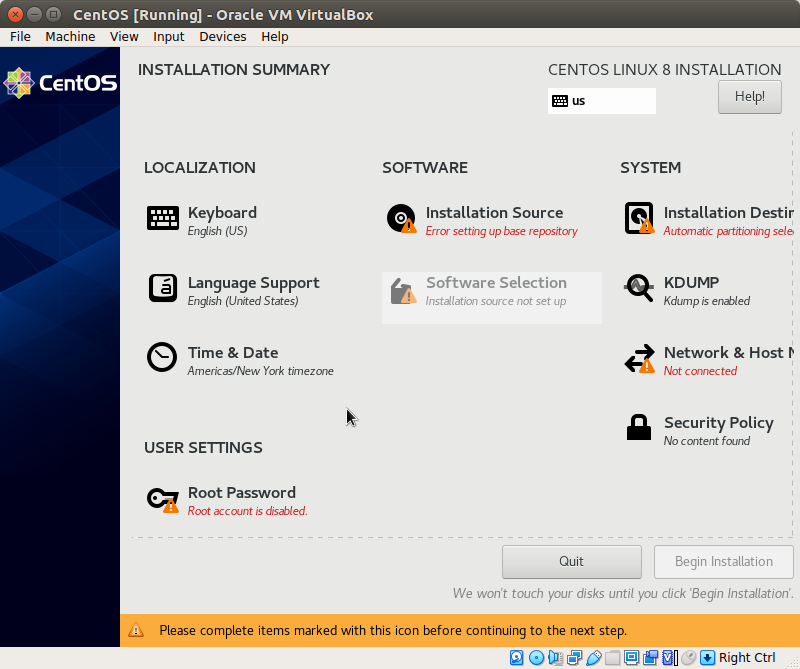 CentOS [Running] - Oracle VM VirtualBox
File Machine View Input Devices Help
CentOS
INSTALLATION SUMMARY
CENTOS LINUX 8 INSTALLATION
us
Help!
LOCALIZATION
Keyboard
English (US)
Language Support
English (United States)
Time & Date
Americas/New York timezone
USER SETTINGS
Root Password
Root account is disabled.
SOFTWARE
Installation Source
Error setting up base repository
Software Selection
Installation source not set up
SYSTEM
Installation Destin
Automatic partitioning sele
KDUMP
Kdump is enabled
Network & Host N
Not connected
Security Policy
No content found
Quit
Begin Installation
We won't touch your disks until you click 'Begin Installation'.
Please complete items marked with this icon before continuing to the next step.
Right Ctrl